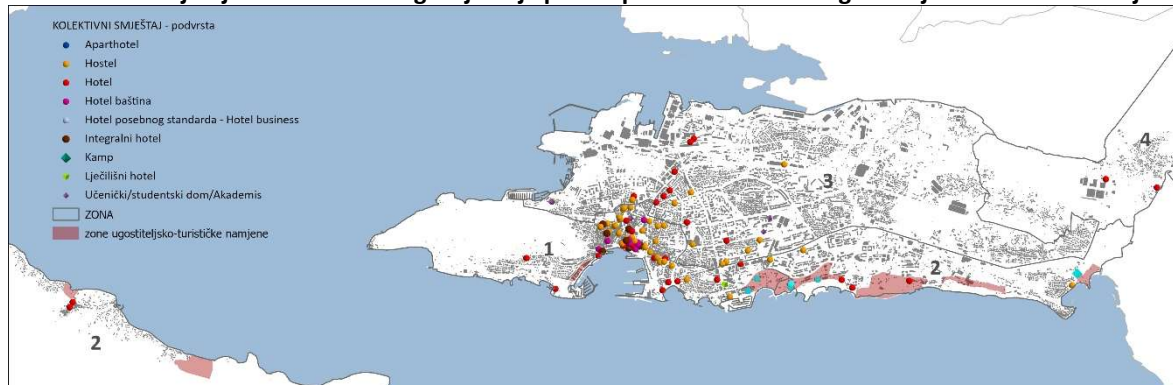 KOLEKTIVNI SMJEŠTAJ - podvrsta
Aparthotel
Hostel
Hotel
Hotel baština
Hotel posebnog standarda - Hotel business
Integralni hotel
Kamp
Lječilišni hotel
Učenički/studentski dom/Akademis
ZONA
zone ugostiteljsko-turističke namjene
4
3
1
2
2